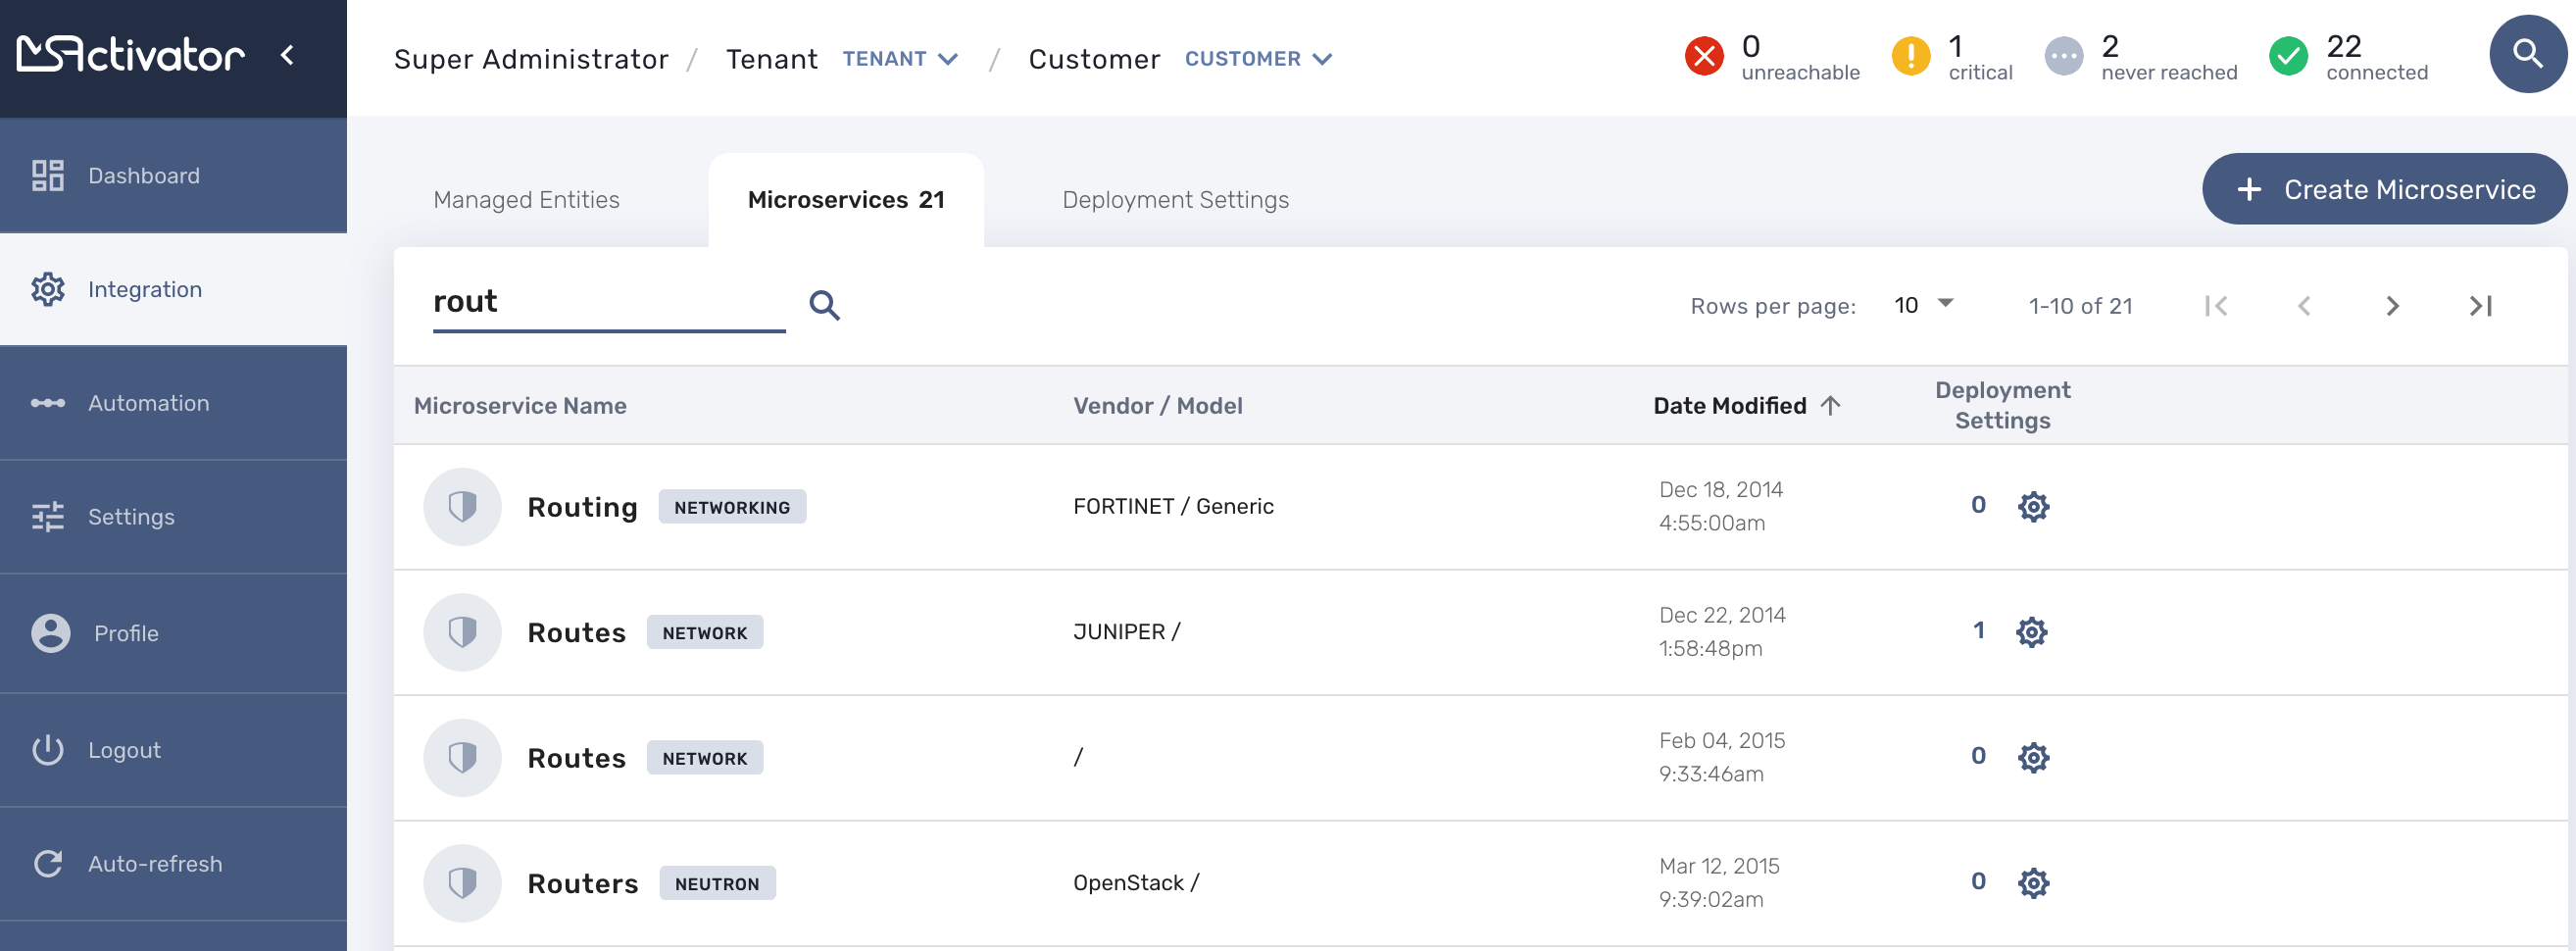 MSActivator
Super Administrator / Tenant TENANT / Customer CUSTOMER
0 unreachable
1 critical
2 never reached
22 connected
Dashboard
Integration
Automation
Settings
Profile
Logout
Auto-refresh
Managed Entities
Microservices 21
Deployment Settings
+ Create Microservice
rout
Rows per page: 10 1-10 of 21
Microservice Name
Vendor / Model
Date Modified
Deployment
Settings
Routing NETWORKING
FORTINET / Generic
Dec 18, 2014
4:55:00am
0
Routes NETWORK
JUNIPER /
Dec 22, 2014
1:58:48pm
1
Routes NETWORK
/
Feb 04, 2015
9:33:46am
0
Routers NEUTRON
OpenStack /
Mar 12, 2015
9:39:02am
0